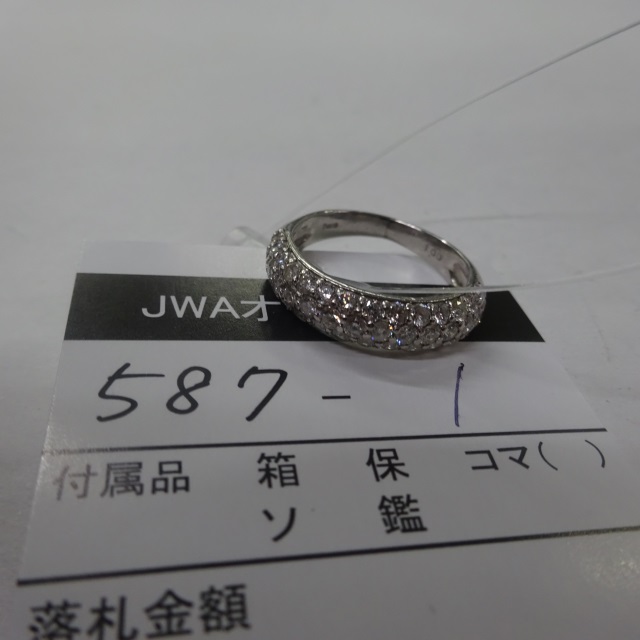 JWAオ
587-1
付属品 箱 保 コマ( )
ソ 鑑
落札金額